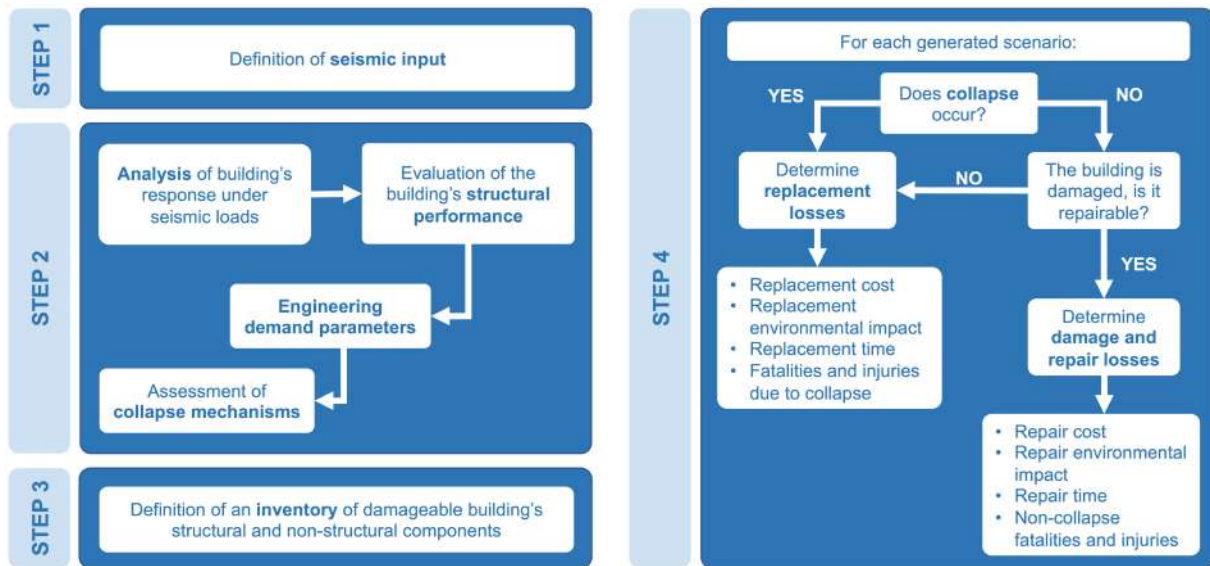 STEP 1
Definition of seismic input
STEP 2
Analysis of building's
response under
seismic loads
Evaluation of the
building's structural
performance
Engineering
demand parameters
Assessment of
collapse mechanisms
STEP 3
Definition of an inventory of damageable building's
structural and non-structural components
STEP 4
For each generated scenario:
Does collapse
occur?
YES
NO
Determine
replacement
losses
NO
The building is
damaged, is it
repairable?
• Replacement cost
• Replacement
environmental impact
• Replacement time
• Fatalities and injuries
due to collapse
YES
Determine
damage and
repair losses
• Repair cost
• Repair environmental
impact
• Repair time
• Non-collapse
fatalities and injuries